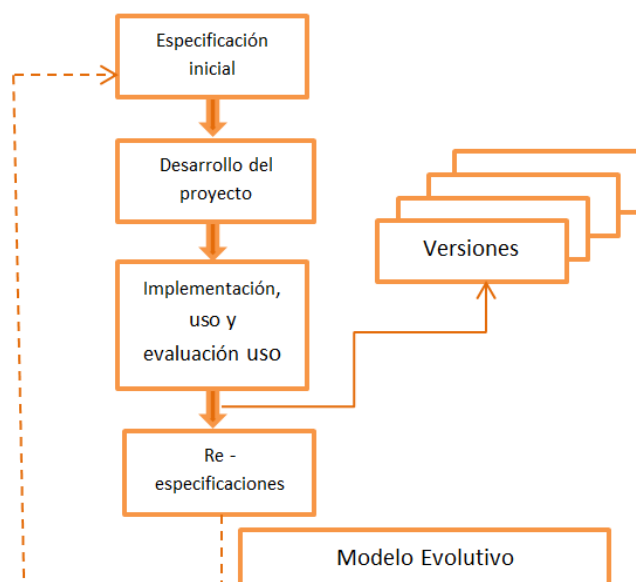 Especificación
inicial
Desarrollo del
proyecto
Implementación,
uso y
evaluación uso
Versiones
Re -
especificaciones
Modelo Evolutivo